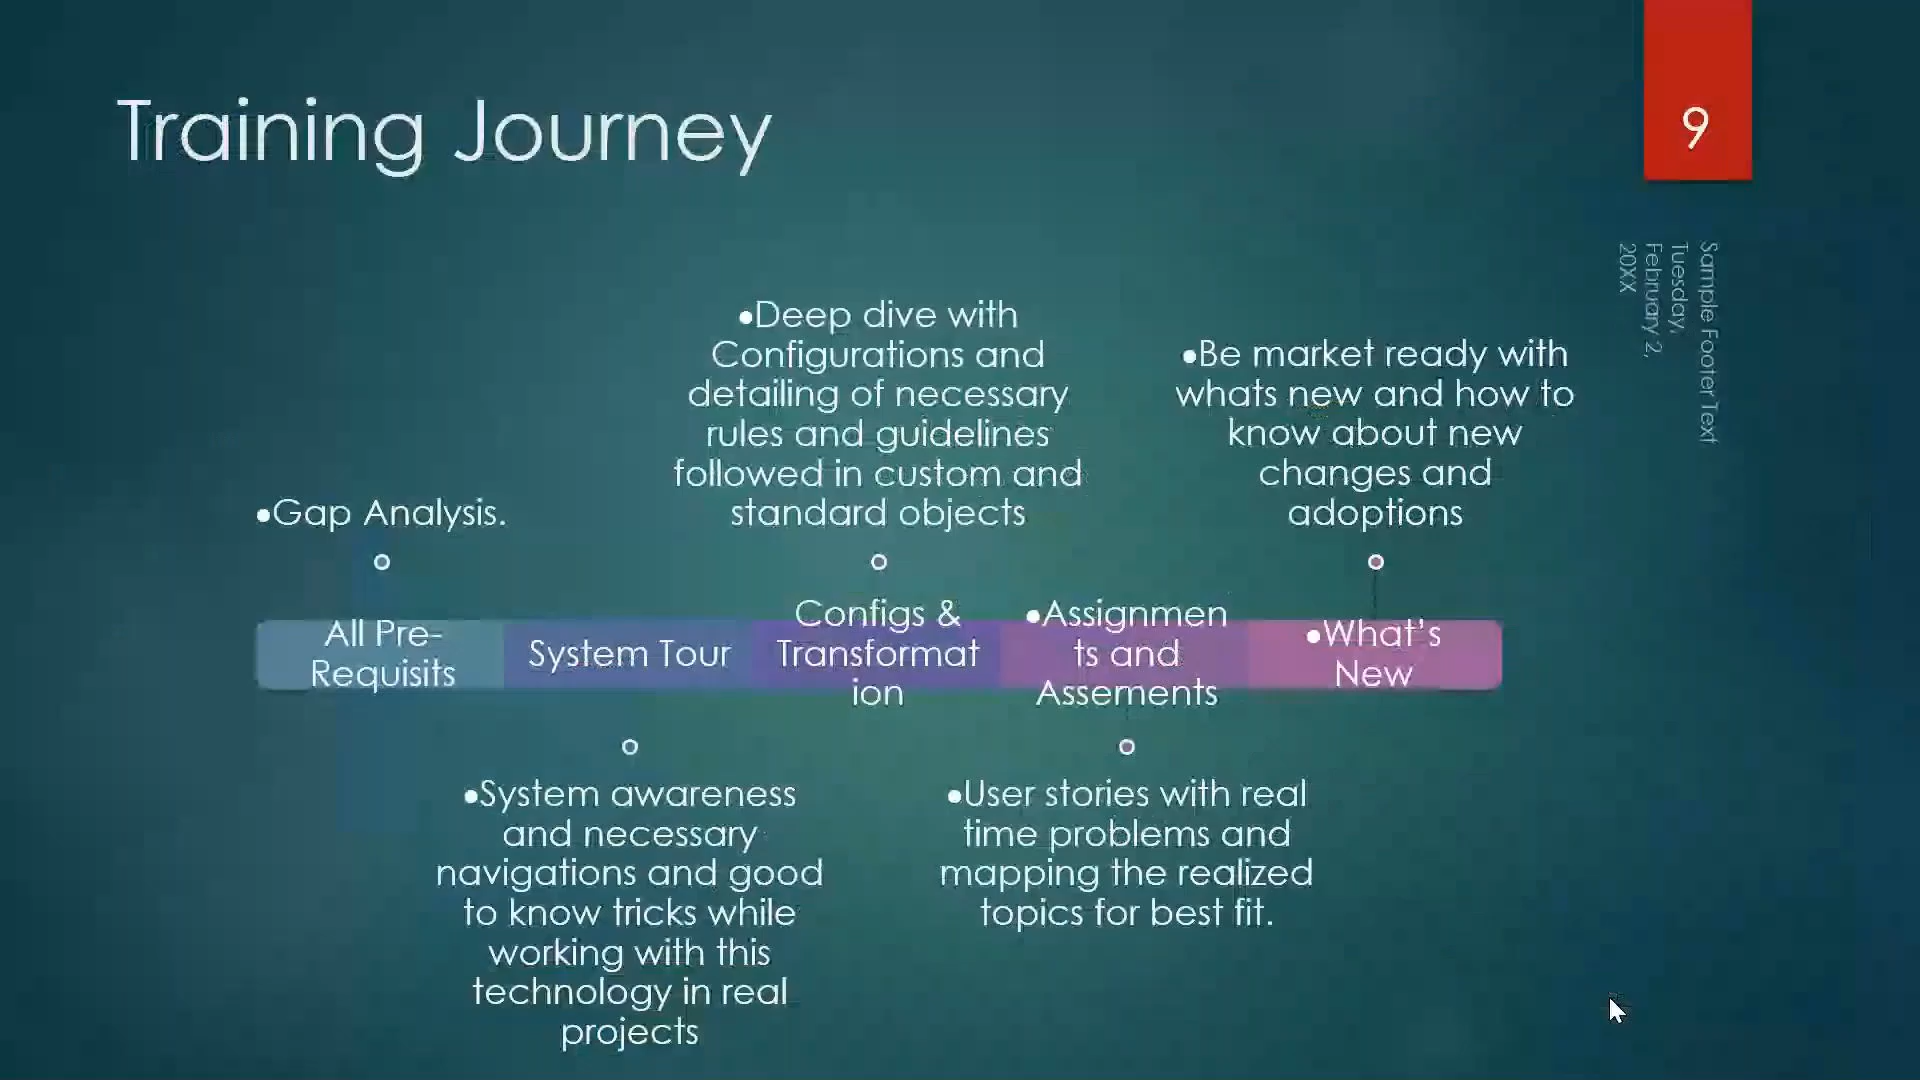 Training Journey
9
Sample Footer Text
Tuesday,
February 2,
20XX
•Gap Analysis.
•Deep dive with
Configurations and
detailing of necessary
rules and guidelines
followed in custom and
standard objects
•Be market ready with
whats new and how to
know about new
changes and
adoptions
All Pre-
Requisits
System Tour
Configs &
Transformat
ion
•Assignmen
ts and
Assements
•What’s
New
•System awareness
and necessary
navigations and good
to know tricks while
working with this
technology in real
projects
•User stories with real
time problems and
mapping the realized
topics for best fit.